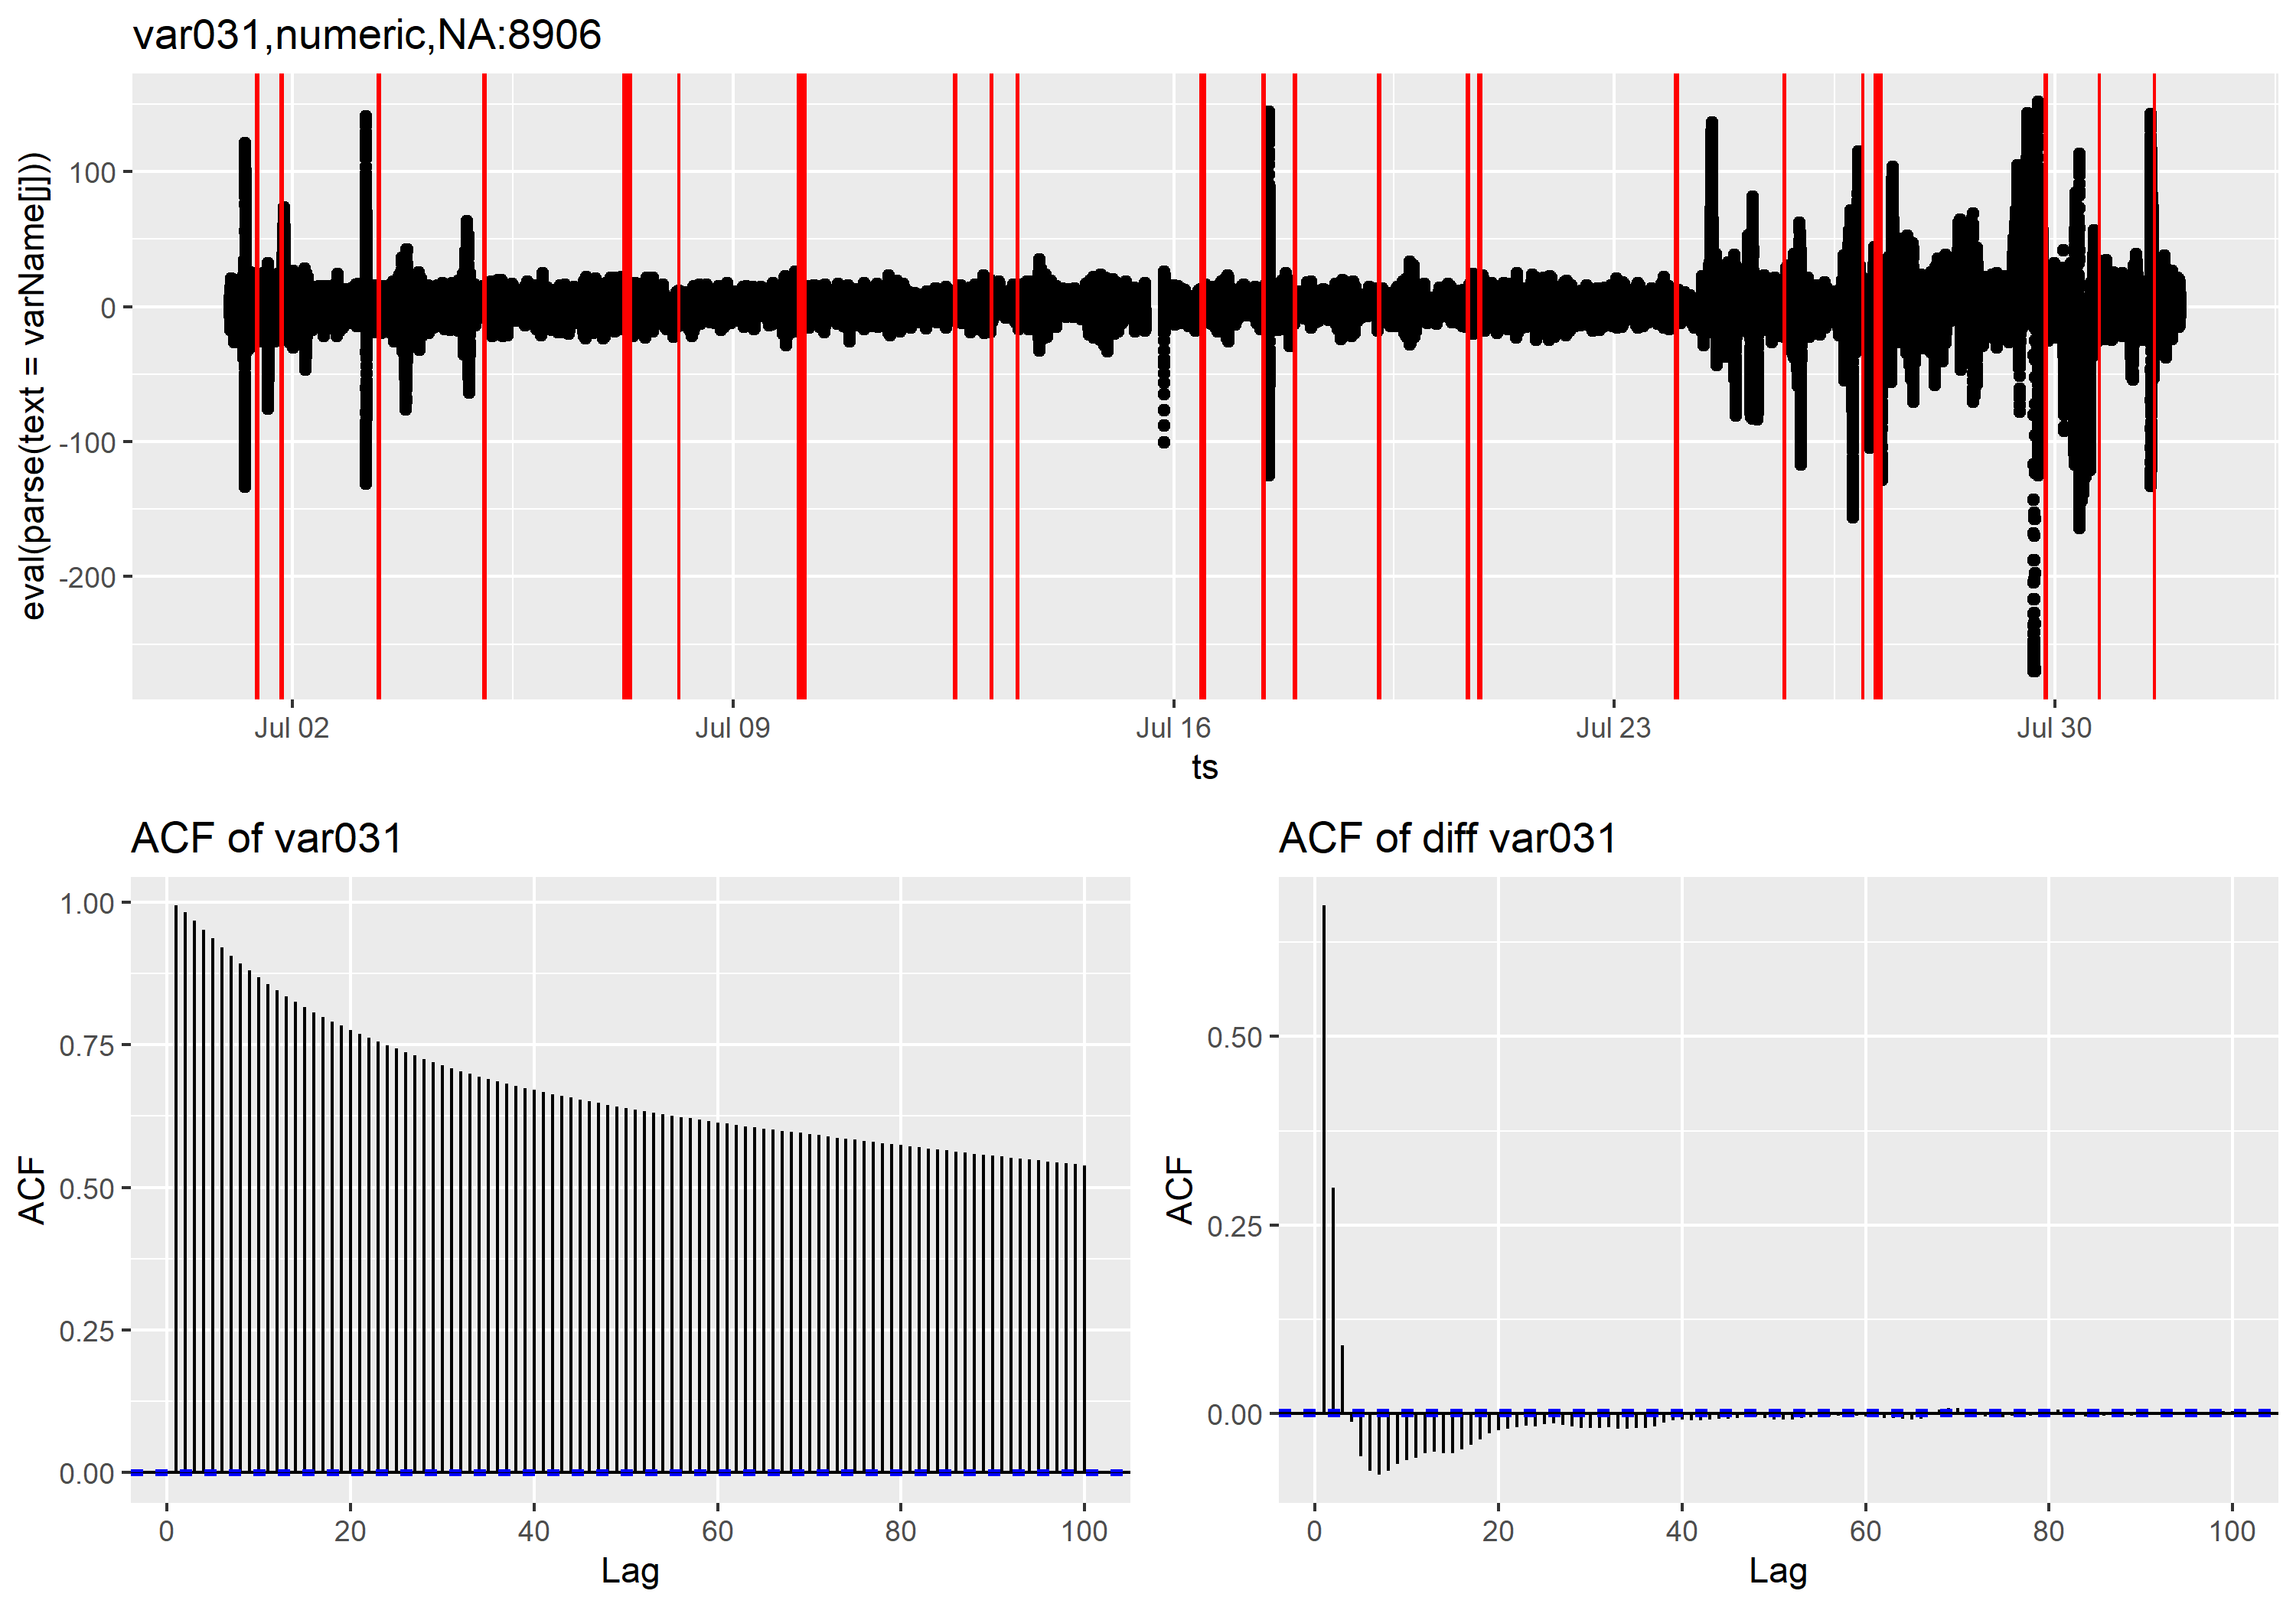 var031,numeric,NA:8906
eval(parse(text = varName[j]))
100
0
-100
-200
Jul 02
Jul 09
Jul 16
Jul 23
Jul 30
ts
ACF of var031
ACF
1.00
0.75
0.50
0.25
0.00
0
20
40
60
80
100
Lag
ACF of diff var031
ACF
0.50
0.25
0.00
0
20
40
60
80
100
Lag